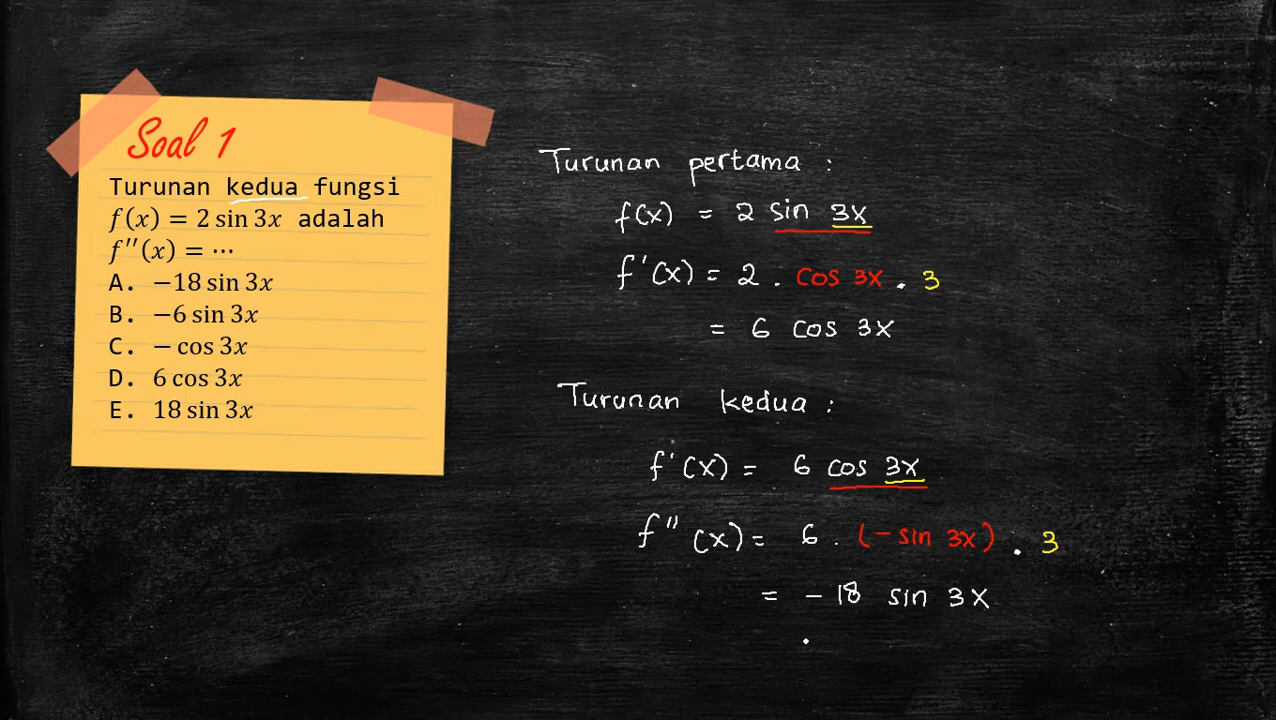 Soal 1
Turunan kedua fungsi
f(x) = 2 sin 3x adalah
f''(x) = ⋯
A. −18 sin 3x
B. −6 sin 3x
C. − cos 3x
D. 6 cos 3x
E. 18 sin 3x
Turunan pertama :
f(x) = 2 sin 3x
f'(x) = 2 . cos 3x . 3
= 6 cos 3x
Turunan kedua :
f'(x) = 6 cos 3x
f''(x) = 6 . (−sin 3x) . 3
= −18 sin 3x